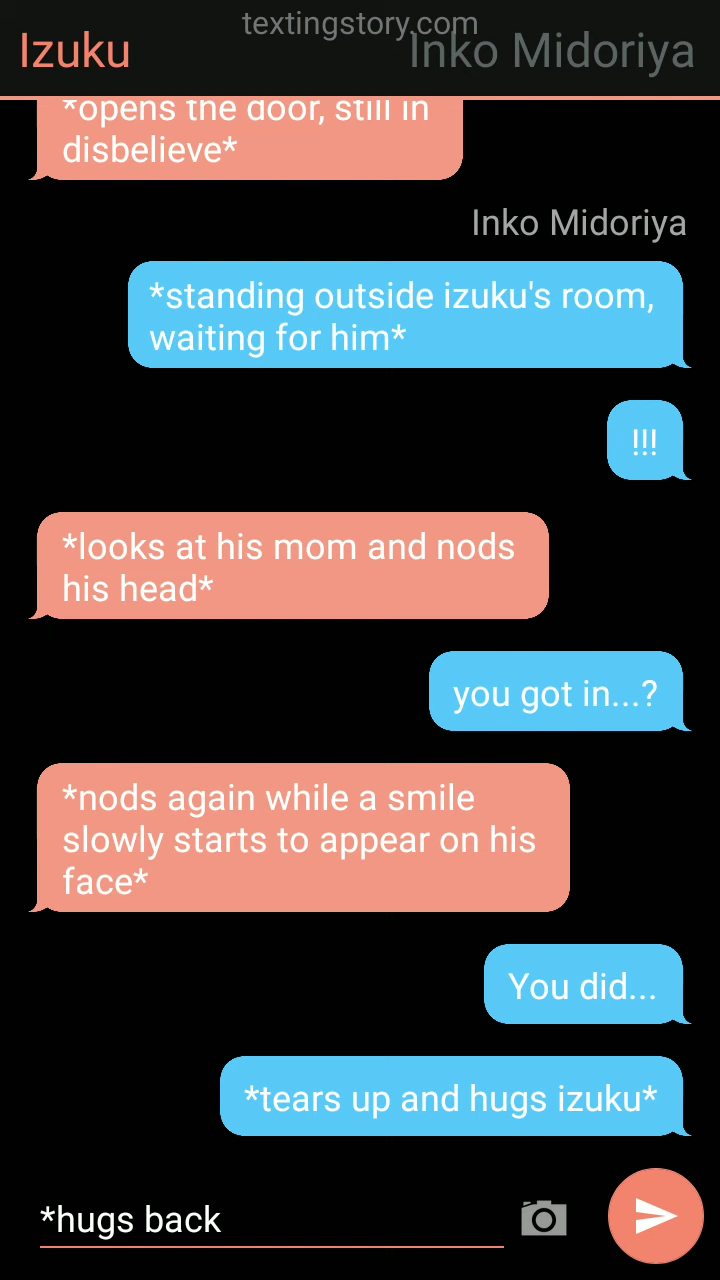 textingstory.com
Izuku
Inko Midoriya
*opens the door, still in
disbelieve*
Inko Midoriya
*standing outside izuku's room,
waiting for him*
!!!
*looks at his mom and nods
his head*
you got in...?
*nods again while a smile
slowly starts to appear on his
face*
You did...
*tears up and hugs izuku*
*hugs back